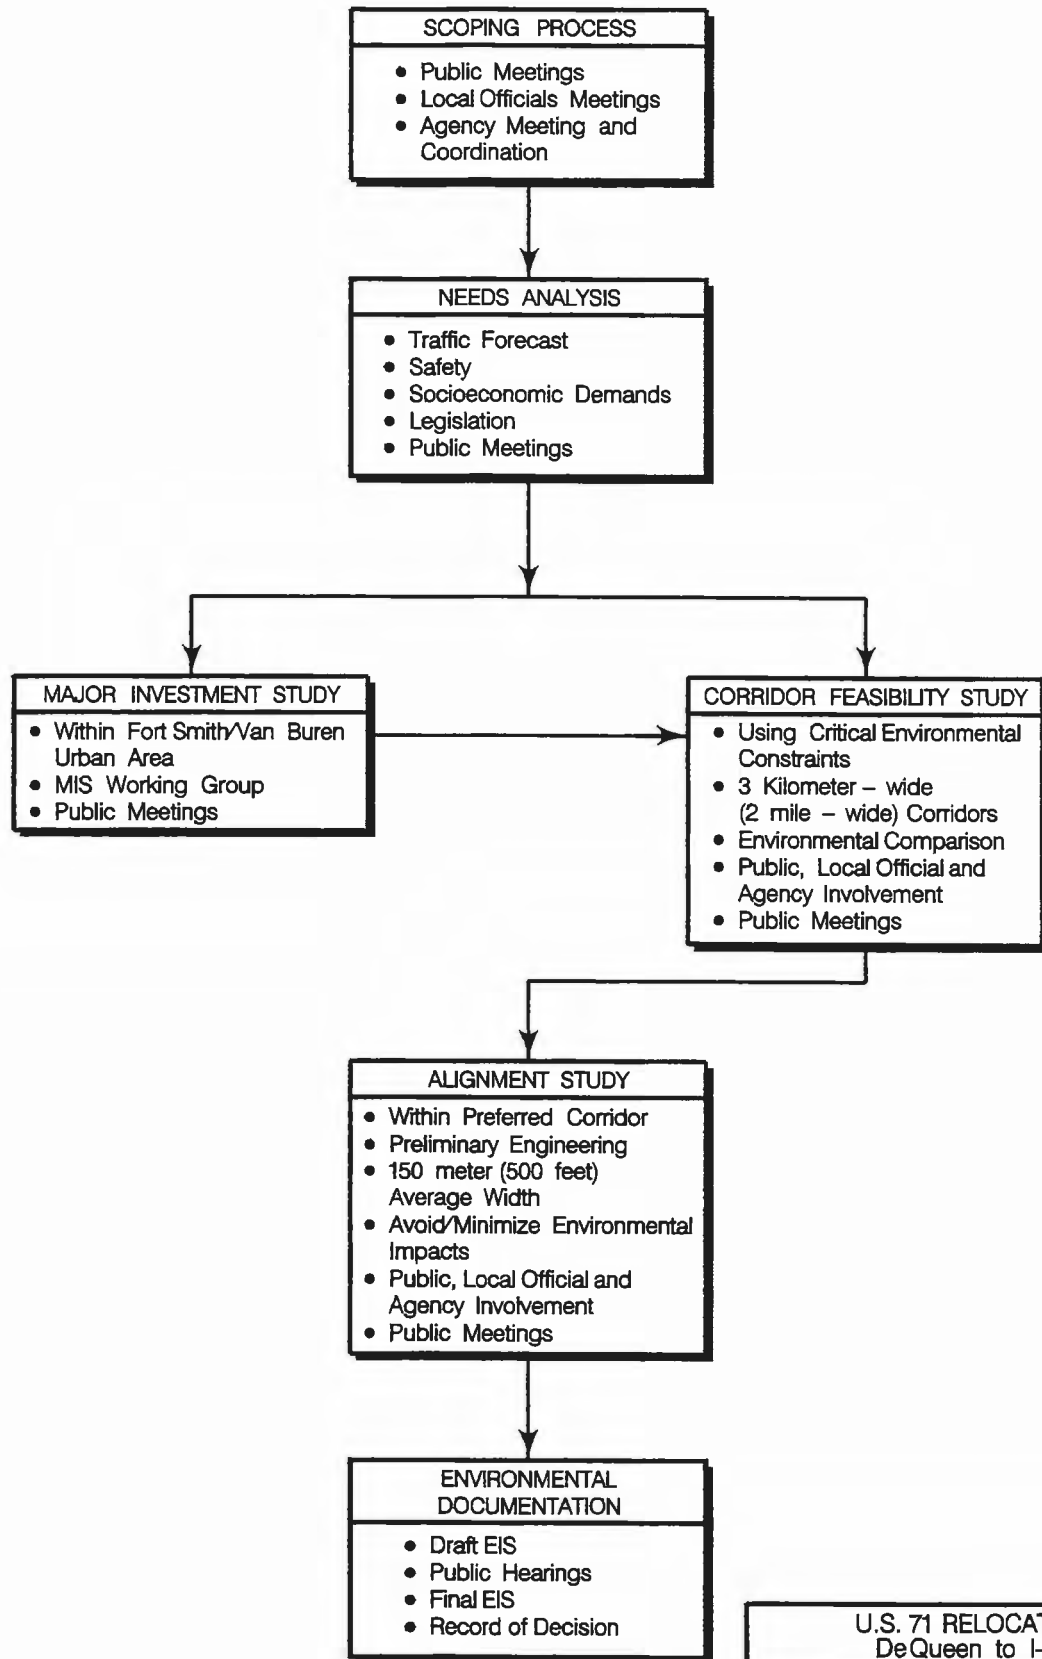 SCOPING PROCESS
• Public Meetings
• Local Officials Meetings
• Agency Meeting and
Coordination
NEEDS ANALYSIS
• Traffic Forecast
• Safety
• Socioeconomic Demands
• Legislation
• Public Meetings
MAJOR INVESTMENT STUDY
• Within Fort Smith/Van Buren
Urban Area
• MIS Working Group
• Public Meetings
CORRIDOR FEASIBILITY STUDY
• Using Critical Environmental
Constraints
• 3 Kilometer – wide
(2 mile – wide) Corridors
• Environmental Comparison
• Public, Local Official and
Agency Involvement
• Public Meetings
ALIGNMENT STUDY
• Within Preferred Corridor
• Preliminary Engineering
• 150 meter (500 feet)
Average Width
• Avoid/Minimize Environmental
Impacts
• Public, Local Official and
Agency Involvement
• Public Meetings
ENVIRONMENTAL
DOCUMENTATION
• Draft EIS
• Public Hearings
• Final EIS
• Record of Decision
U.S. 71 RELOCAT
DeQueen to I-